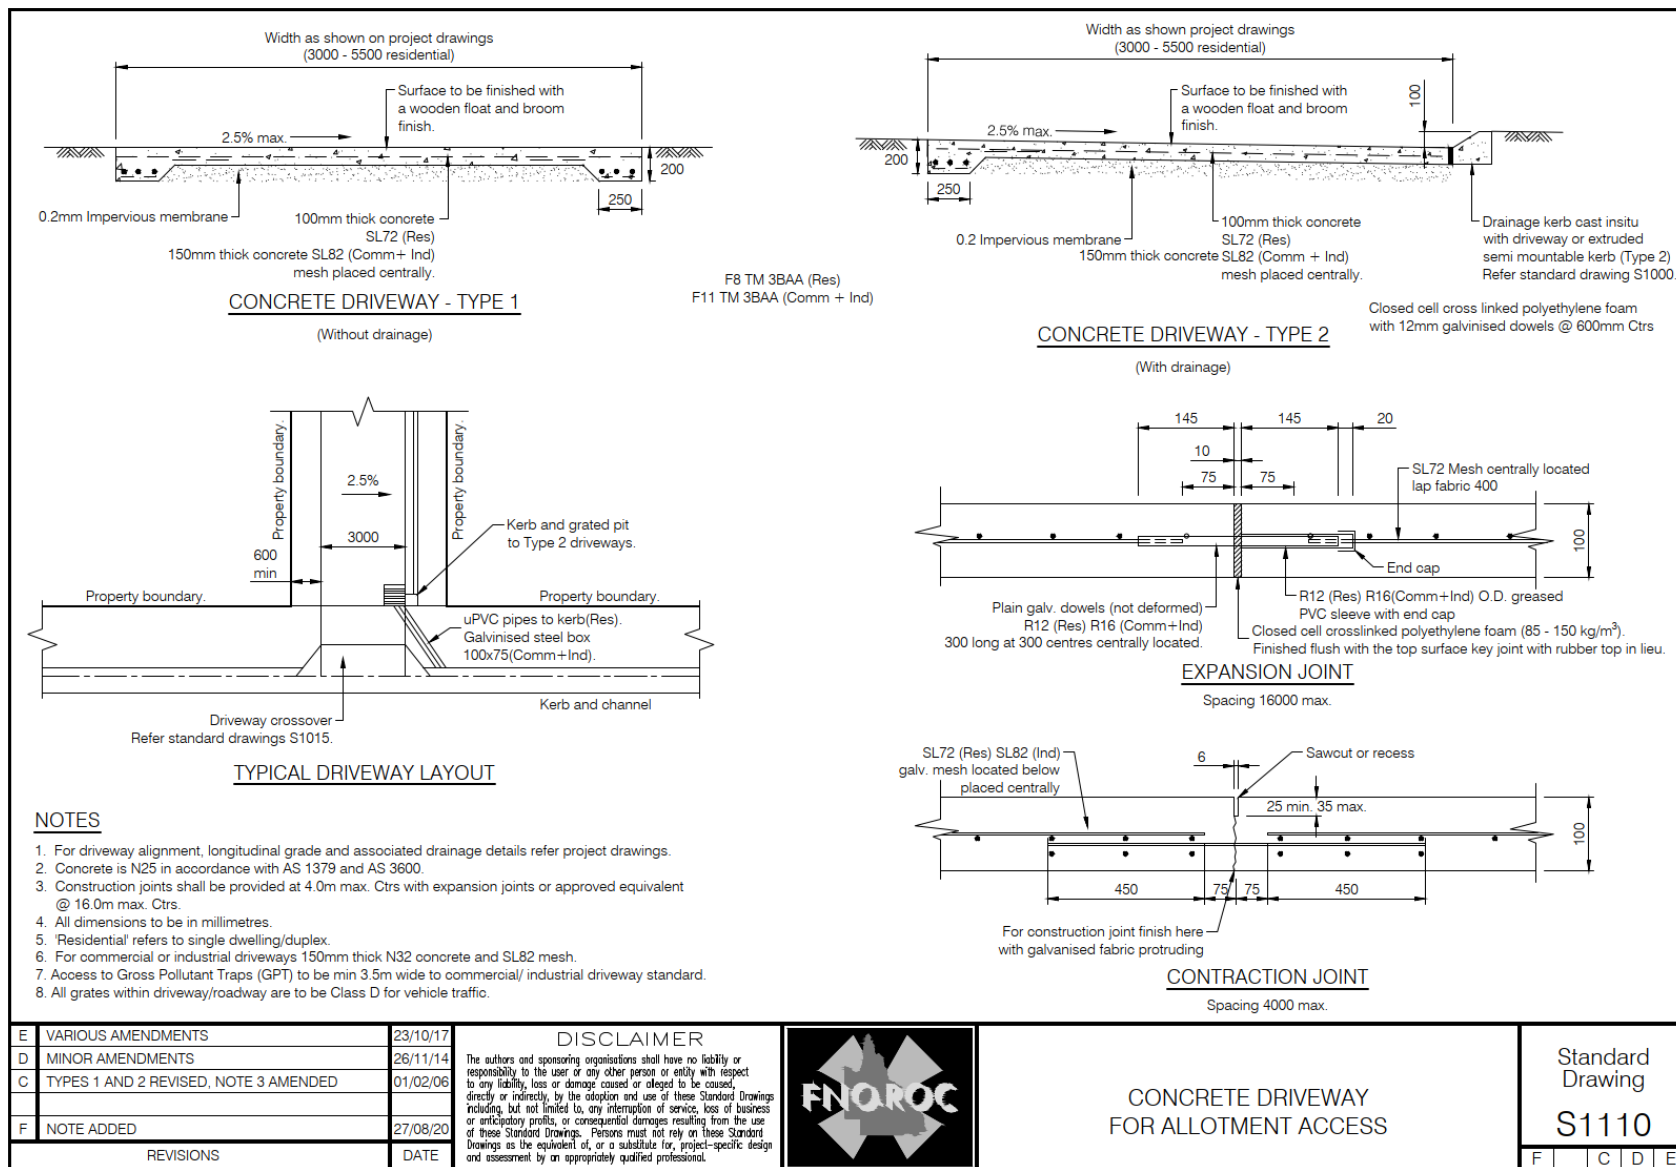 Width as shown on project drawings
(3000 - 5500 residential)
Surface to be finished with
a wooden float and broom
finish.
2.5% max.
200
250
0.2mm Impervious membrane
100mm thick concrete
SL72 (Res)
150mm thick concrete SL82 (Comm+ Ind)
mesh placed centrally.
CONCRETE DRIVEWAY - TYPE 1
(Without drainage)
F8 TM 3BAA (Res)
F11 TM 3BAA (Comm + Ind)
Width as shown project drawings
(3000 - 5500 residential)
Surface to be finished with
a wooden float and broom
finish.
2.5% max.
100
200
250
0.2 Impervious membrane
100mm thick concrete
SL72 (Res)
150mm thick concrete SL82 (Comm + Ind)
mesh placed centrally.
Drainage kerb cast insitu
with driveway or extruded
semi mountable kerb (Type 2)
Refer standard drawing S1000.
Closed cell cross linked polyethylene foam
with 12mm galvinised dowels @ 600mm Ctrs
CONCRETE DRIVEWAY - TYPE 2
(With drainage)
Property boundary.
Property boundary.
2.5%
3000
600
min
Kerb and grated pit
to Type 2 driveways.
Property boundary.
Property boundary.
uPVC pipes to kerb(Res).
Galvinised steel box
100x75(Comm+Ind).
Kerb and channel
Driveway crossover
Refer standard drawings S1015.
TYPICAL DRIVEWAY LAYOUT
145
145
20
10
75
75
SL72 Mesh centrally located
lap fabric 400
100
End cap
Plain galv. dowels (not deformed)
R12 (Res) R16 (Comm+Ind)
300 long at 300 centres centrally located.
R12 (Res) R16(Comm+Ind) O.D. greased
PVC sleeve with end cap
Closed cell crosslinked polyethylene foam (85 - 150 kg/m³).
Finished flush with the top surface key joint with rubber top in lieu.
EXPANSION JOINT
Spacing 16000 max.
SL72 (Res) SL82 (Ind)
galv. mesh located below
placed centrally
6
Sawcut or recess
25 min. 35 max.
100
450
75
75
450
For construction joint finish here
with galvanised fabric protruding
CONTRACTION JOINT
Spacing 4000 max.
NOTES
1. For driveway alignment, longitudinal grade and associated drainage details refer project drawings.
2. Concrete is N25 in accordance with AS 1379 and AS 3600.
3. Construction joints shall be provided at 4.0m max. Ctrs with expansion joints or approved equivalent
@ 16.0m max. Ctrs.
4. All dimensions to be in millimetres.
5. 'Residential' refers to single dwelling/duplex.
6. For commercial or industrial driveways 150mm thick N32 concrete and SL82 mesh.
7. Access to Gross Pollutant Traps (GPT) to be min 3.5m wide to commercial/ industrial driveway standard.
8. All grates within driveway/roadway are to be Class D for vehicle traffic.
E VARIOUS AMENDMENTS 23/10/17
D MINOR AMENDMENTS 26/11/14
C TYPES 1 AND 2 REVISED, NOTE 3 AMENDED 01/02/06
F NOTE ADDED 27/08/20
REVISIONS DATE
DISCLAIMER
The authors and sponsoring organisations shall have no liability or
responsibility to the user or any other person or entity with respect
to any liability, loss or damage caused or alleged to be caused,
directly or indirectly, by the adoption and use of these Standard Drawings
including, but not limited to, any interruption of service, loss of business
or anticipatory profits, or consequential damages resulting from the use
of these Standard Drawings. Persons must not rely on these Standard
Drawings as the equivalent of, or a substitute for, project-specific design
and assessment by an appropriately qualified professional.
FNQROC
CONCRETE DRIVEWAY
FOR ALLOTMENT ACCESS
Standard
Drawing
S1110
F C D E